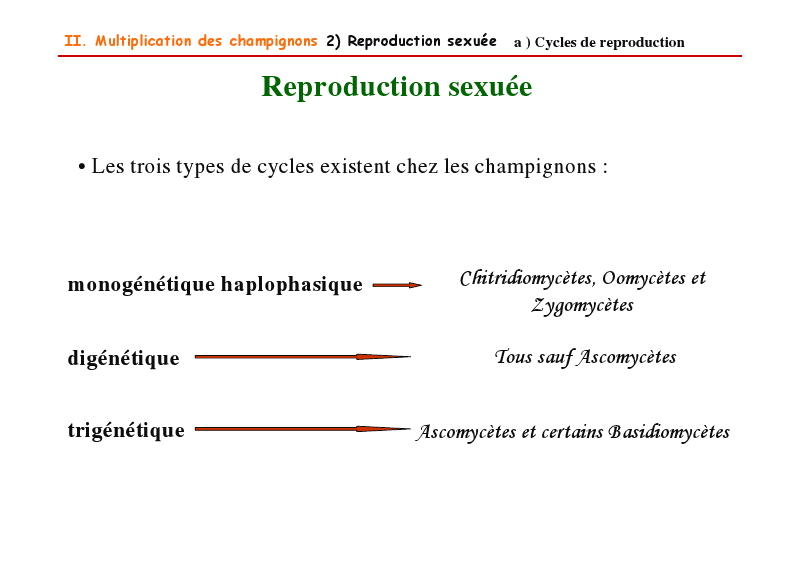 II. Multiplication des champignons 2) Reproduction sexuée a ) Cycles de reproduction
Reproduction sexuée
• Les trois types de cycles existent chez les champignons :
monogénétique haplophasique Chitridiomycètes, Oomycètes et
Zygomycètes
digénétique Tous sauf Ascomycètes
trigénétique Ascomycètes et certains Basidiomycètes